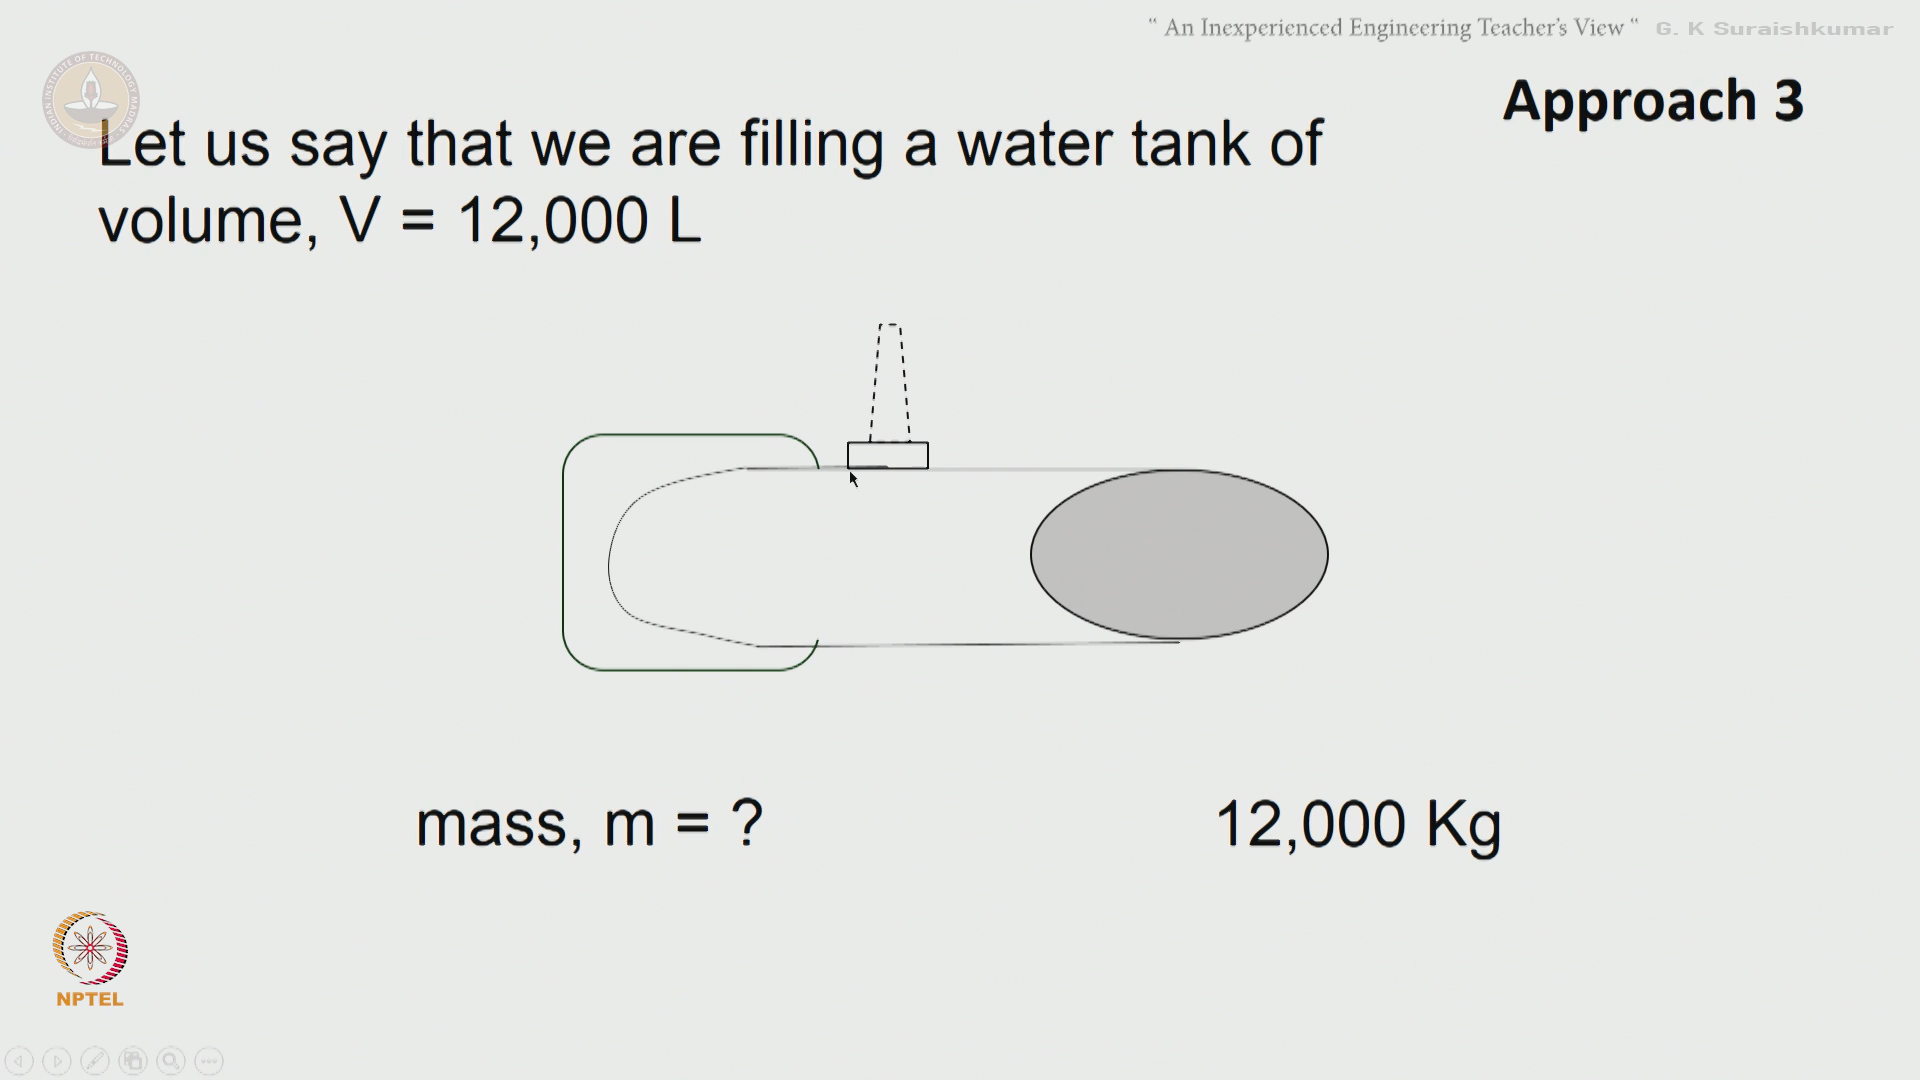 “ An Inexperienced Engineering Teacher’s View “ G. K Suraishkumar
Approach 3
Let us say that we are filling a water tank of
volume, V = 12,000 L
mass, m = ?
12,000 Kg
NPTEL